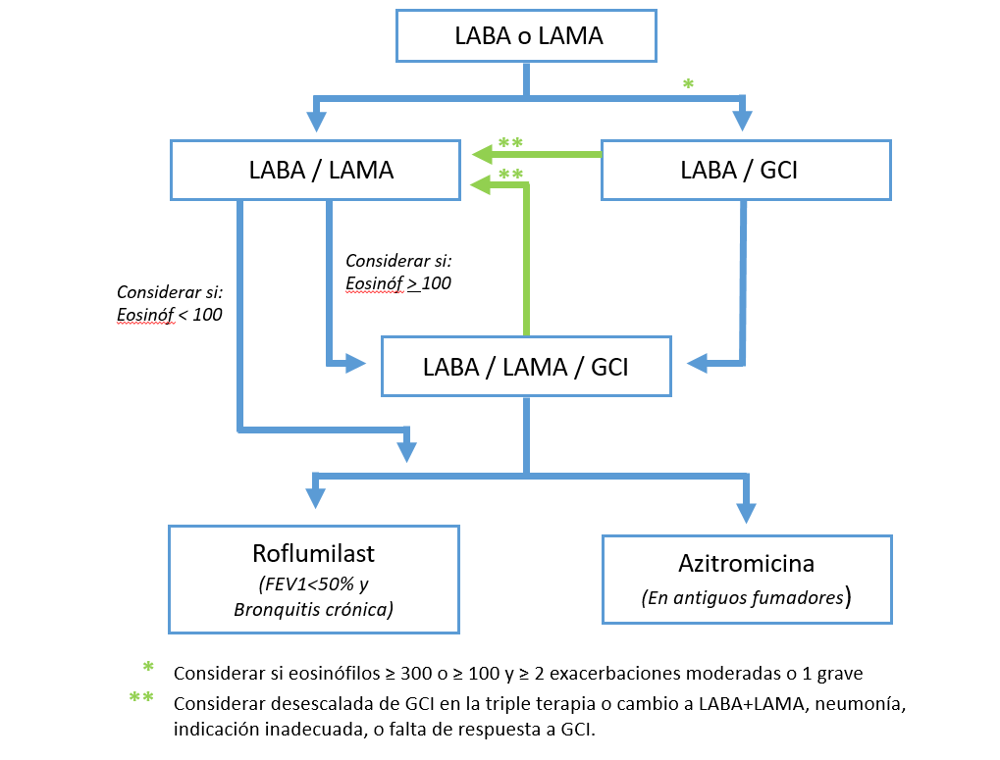 LABA o LAMA
*
LABA / LAMA
**
**
LABA / GCI
Considerar si:
Eosinóf > 100
Considerar si:
Eosinóf < 100
LABA / LAMA / GCI
Roflumilast
(FEV1<50% y
Bronquitis crónica)
Azitromicina
(En antiguos fumadores)
* Considerar si eosinófilos ≥ 300 o ≥ 100 y ≥ 2 exacerbaciones moderadas o 1 grave
** Considerar desescalada de GCI en la triple terapia o cambio a LABA+LAMA, neumonía,
indicación inadecuada, o falta de respuesta a GCI.